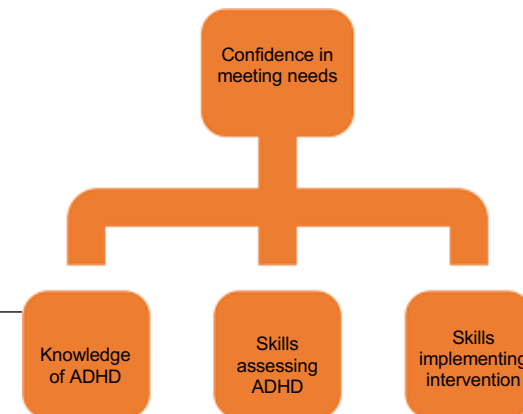 Confidence in
meeting needs
Knowledge
of ADHD
Skills
assessing
ADHD
Skills
implementing
intervention